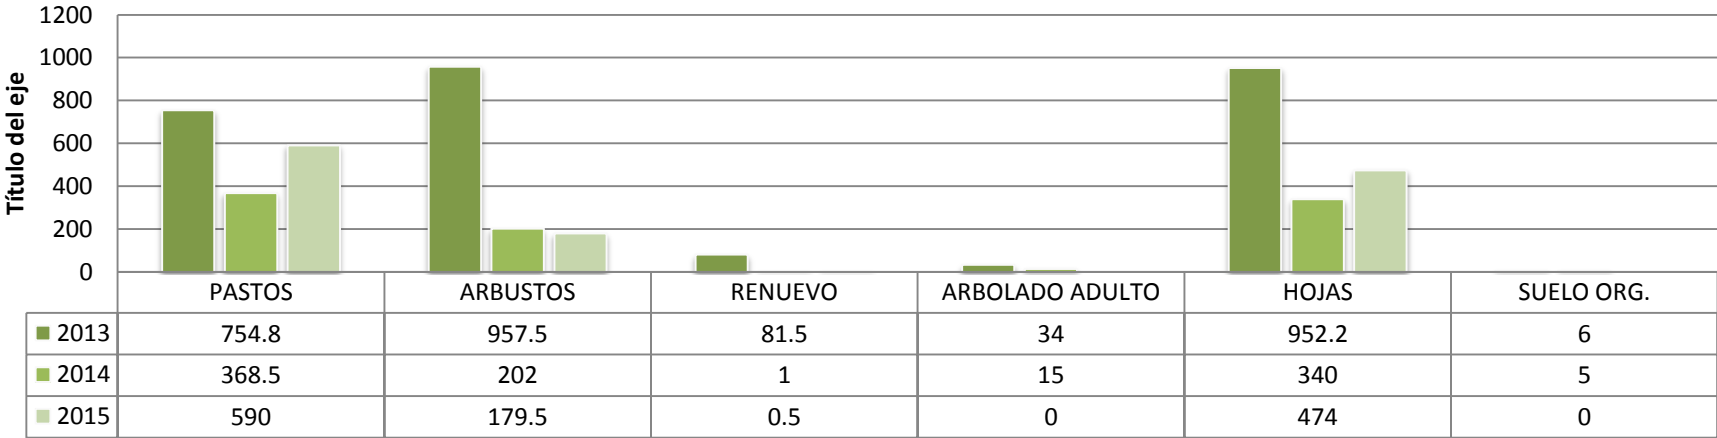 1200
1000
800
600
400
200
0
Título del eje
PASTOS ARBUSTOS RENUEVO ARBOLADO ADULTO HOJAS SUELO ORG.
2013 754.8 957.5 81.5 34 952.2 6
2014 368.5 202 1 15 340 5
2015 590 179.5 0.5 0 474 0